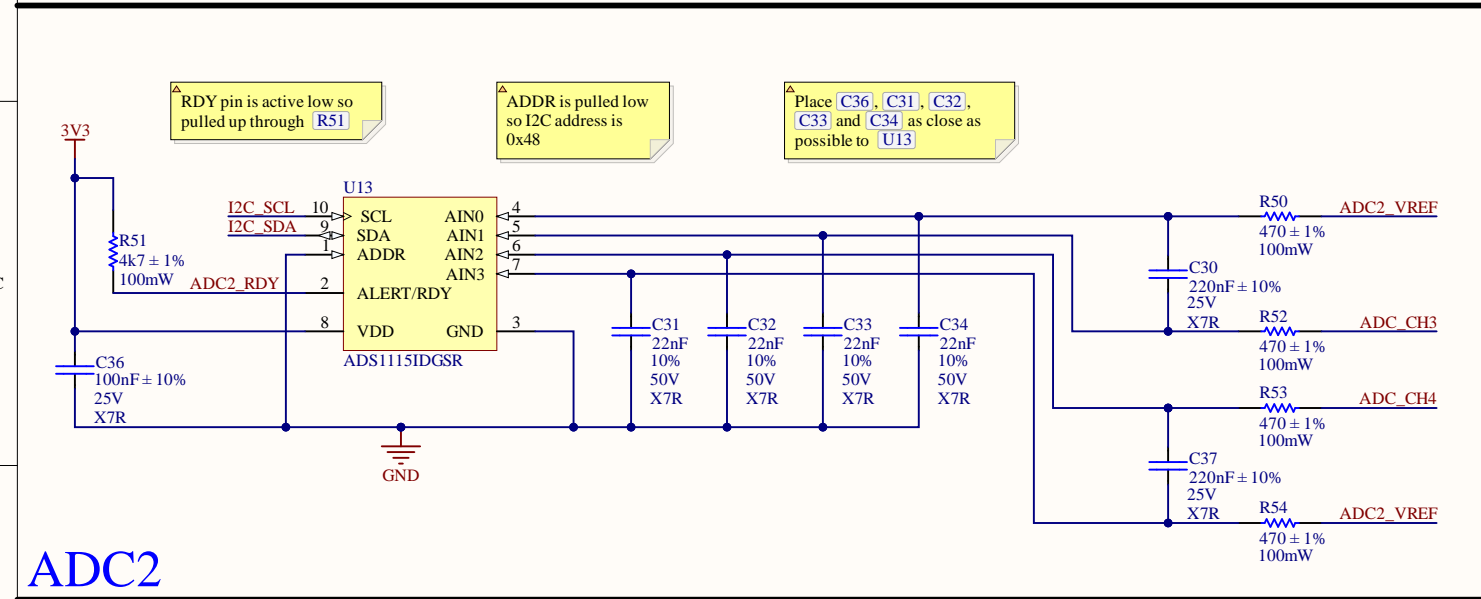 RDY pin is active low so
pulled up through R51
ADDR is pulled low
so I2C address is
0x48
Place C36, C31, C32,
C33 and C34 as close as
possible to U13
3V3
U13
I2C_SCL 10 SCL
I2C_SDA 9 SDA
1 ADDR
ADC2_RDY 2 ALERT/RDY
8 VDD
AIN0 4
AIN1 5
AIN2 6
AIN3 7
GND 3
ADS1115IDGSR
R51
4k7 ± 1%
100mW
C36
100nF ± 10%
25V
X7R
GND
C31
22nF
10%
50V
X7R
C32
22nF
10%
50V
X7R
C33
22nF
10%
50V
X7R
C34
22nF
10%
50V
X7R
R50
470 ± 1%
100mW
ADC2_VREF
C30
220nF ± 10%
25V
X7R
R52
470 ± 1%
100mW
ADC_CH3
R53
470 ± 1%
100mW
ADC_CH4
C37
220nF ± 10%
25V
X7R
R54
470 ± 1%
100mW
ADC2_VREF
ADC2